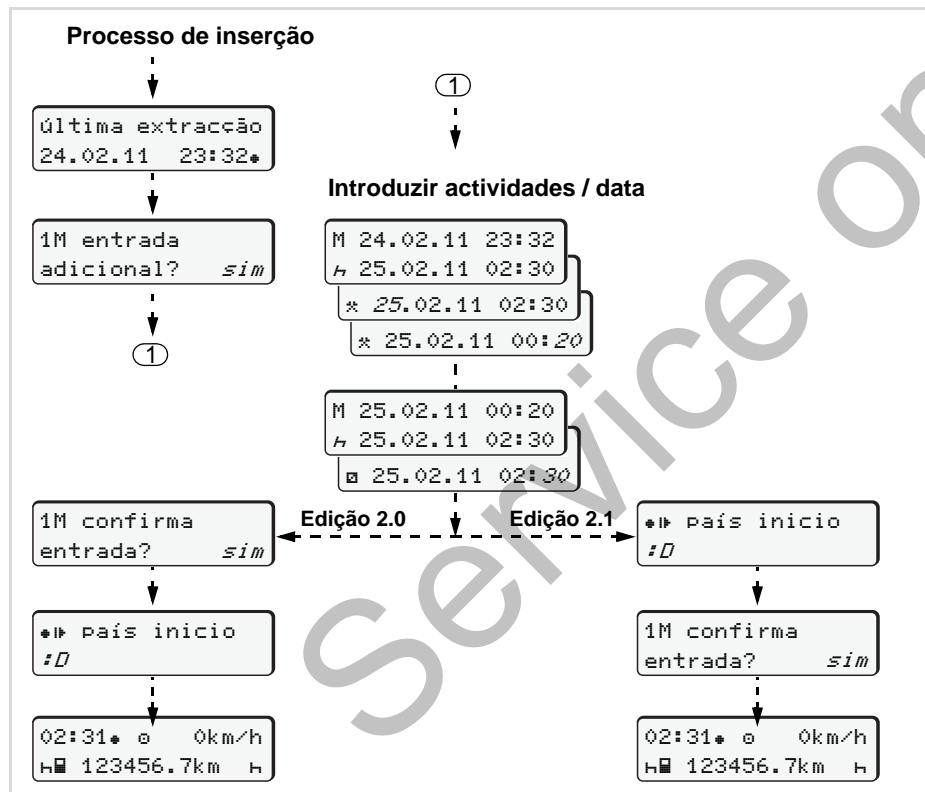 Processo de inserção
última extracção
24.02.11 23:32
1M entrada
adicional? sim
1
1
Introduzir actividades / data
M 24.02.11 23:32
25.02.11 02:30
25.02.11 02:30
25.02.11 00:20
M 25.02.11 00:20
25.02.11 02:30
25.02.11 02:30
Edição 2.0
Edição 2.1
1M confirma
entrada? sim
país inicio
:D
02:31 0km/h
123456.7km
país inicio
:D
1M confirma
entrada? sim
02:31 0km/h
123456.7km
Service or